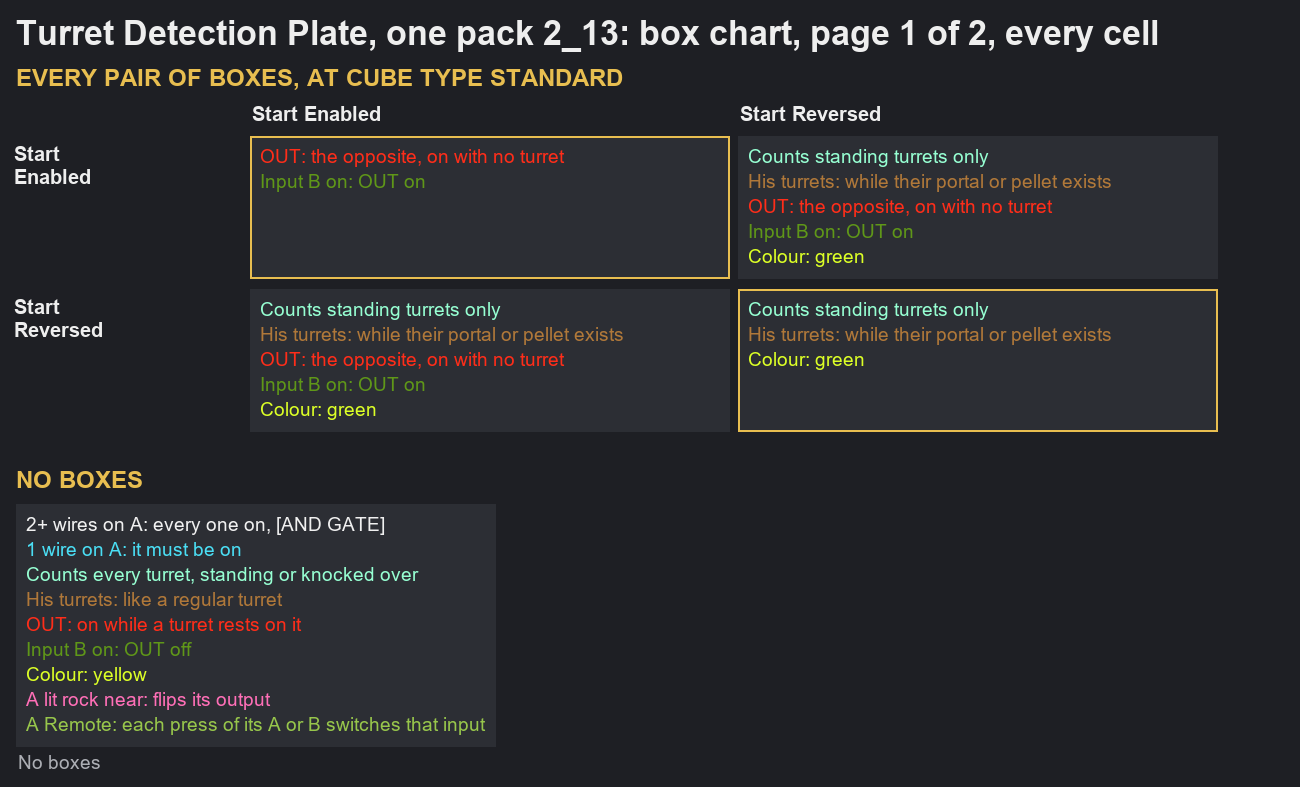 Turret Detection Plate, one pack 2_13: box chart, page 1 of 2, every cell
EVERY PAIR OF BOXES, AT CUBE TYPE STANDARD
Start Enabled
Start Reversed
Start
Enabled
OUT: the opposite, on with no turret
Input B on: OUT on
Counts standing turrets only
His turrets: while their portal or pellet exists
OUT: the opposite, on with no turret
Input B on: OUT on
Colour: green
Start
Reversed
Counts standing turrets only
His turrets: while their portal or pellet exists
OUT: the opposite, on with no turret
Input B on: OUT on
Colour: green
Counts standing turrets only
His turrets: while their portal or pellet exists
Colour: green
NO BOXES
2+ wires on A: every one on, [AND GATE]
1 wire on A: it must be on
Counts every turret, standing or knocked over
His turrets: like a regular turret
OUT: on while a turret rests on it
Input B on: OUT off
Colour: yellow
A lit rock near: flips its output
A Remote: each press of its A or B switches that input
No boxes